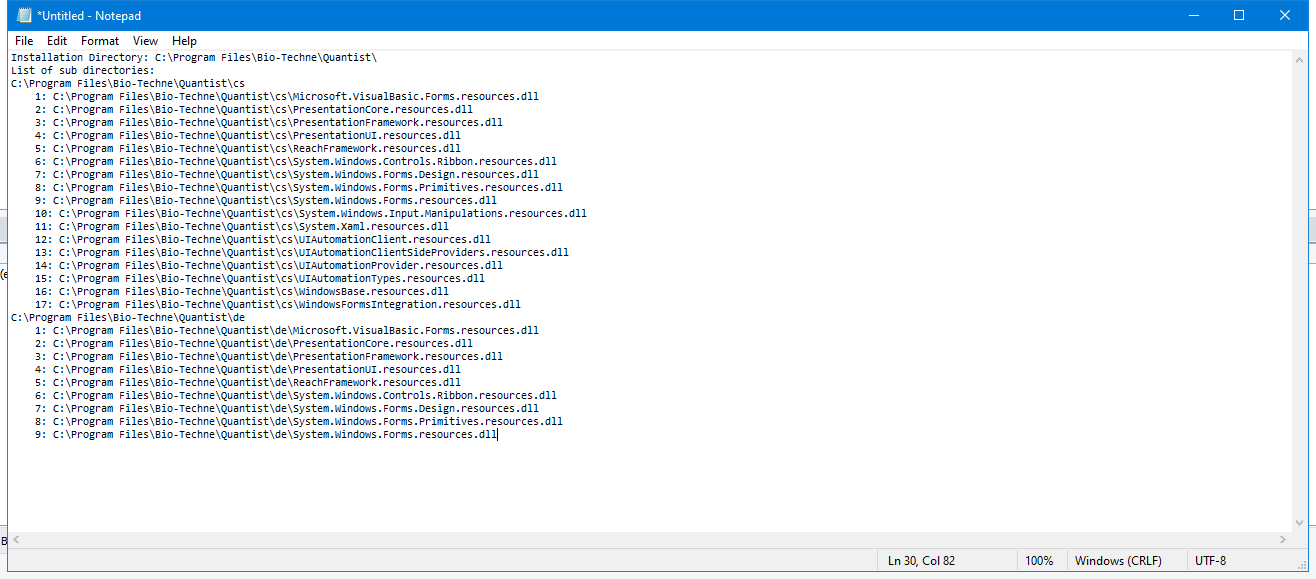 *Untitled - Notepad
File Edit Format View Help
Installation Directory: C:\Program Files\Bio-Techne\Quantist\
List of sub directories:
C:\Program Files\Bio-Techne\Quantist\cs
1: C:\Program Files\Bio-Techne\Quantist\cs\Microsoft.VisualBasic.Forms.resources.dll
2: C:\Program Files\Bio-Techne\Quantist\cs\PresentationCore.resources.dll
3: C:\Program Files\Bio-Techne\Quantist\cs\PresentationFramework.resources.dll
4: C:\Program Files\Bio-Techne\Quantist\cs\PresentationUI.resources.dll
5: C:\Program Files\Bio-Techne\Quantist\cs\ReachFramework.resources.dll
6: C:\Program Files\Bio-Techne\Quantist\cs\System.Windows.Controls.Ribbon.resources.dll
7: C:\Program Files\Bio-Techne\Quantist\cs\System.Windows.Forms.Design.resources.dll
8: C:\Program Files\Bio-Techne\Quantist\cs\System.Windows.Forms.Primitives.resources.dll
9: C:\Program Files\Bio-Techne\Quantist\cs\System.Windows.Forms.resources.dll
10: C:\Program Files\Bio-Techne\Quantist\cs\System.Windows.Input.Manipulations.resources.dll
11: C:\Program Files\Bio-Techne\Quantist\cs\System.Xaml.resources.dll
12: C:\Program Files\Bio-Techne\Quantist\cs\UIAutomationClient.resources.dll
13: C:\Program Files\Bio-Techne\Quantist\cs\UIAutomationClientSideProviders.resources.dll
14: C:\Program Files\Bio-Techne\Quantist\cs\UIAutomationProvider.resources.dll
15: C:\Program Files\Bio-Techne\Quantist\cs\UIAutomationTypes.resources.dll
16: C:\Program Files\Bio-Techne\Quantist\cs\WindowsBase.resources.dll
17: C:\Program Files\Bio-Techne\Quantist\cs\WindowsFormsIntegration.resources.dll
C:\Program Files\Bio-Techne\Quantist\de
1: C:\Program Files\Bio-Techne\Quantist\de\Microsoft.VisualBasic.Forms.resources.dll
2: C:\Program Files\Bio-Techne\Quantist\de\PresentationCore.resources.dll
3: C:\Program Files\Bio-Techne\Quantist\de\PresentationFramework.resources.dll
4: C:\Program Files\Bio-Techne\Quantist\de\PresentationUI.resources.dll
5: C:\Program Files\Bio-Techne\Quantist\de\ReachFramework.resources.dll
6: C:\Program Files\Bio-Techne\Quantist\de\System.Windows.Controls.Ribbon.resources.dll
7: C:\Program Files\Bio-Techne\Quantist\de\System.Windows.Forms.Design.resources.dll
8: C:\Program Files\Bio-Techne\Quantist\de\System.Windows.Forms.Primitives.resources.dll
9: C:\Program Files\Bio-Techne\Quantist\de\System.Windows.Forms.resources.dll
Ln 30, Col 82 100% Windows (CRLF) UTF-8